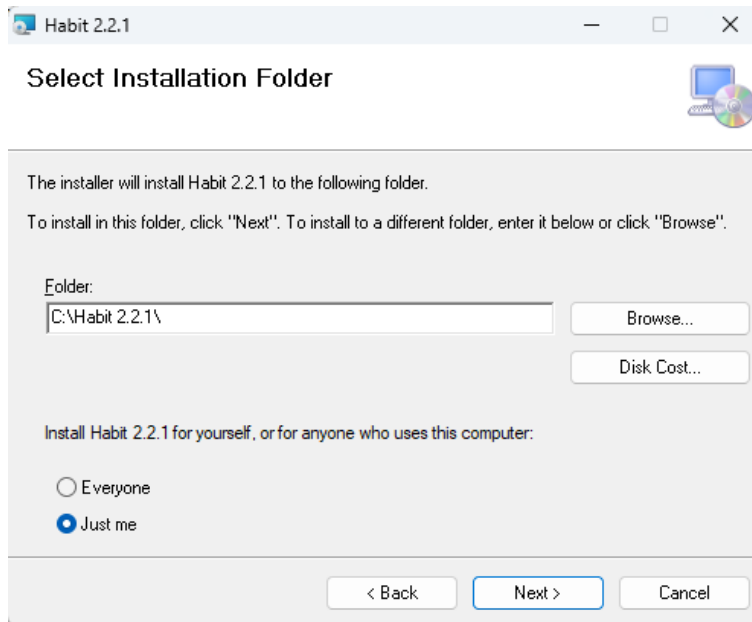 Habit 2.2.1
Select Installation Folder
The installer will install Habit 2.2.1 to the following folder.
To install in this folder, click "Next". To install to a different folder, enter it below or click "Browse".
Folder:
C:\Habit 2.2.1\
Browse...
Disk Cost...
Install Habit 2.2.1 for yourself, or for anyone who uses this computer:
Everyone
Just me
< Back
Next >
Cancel